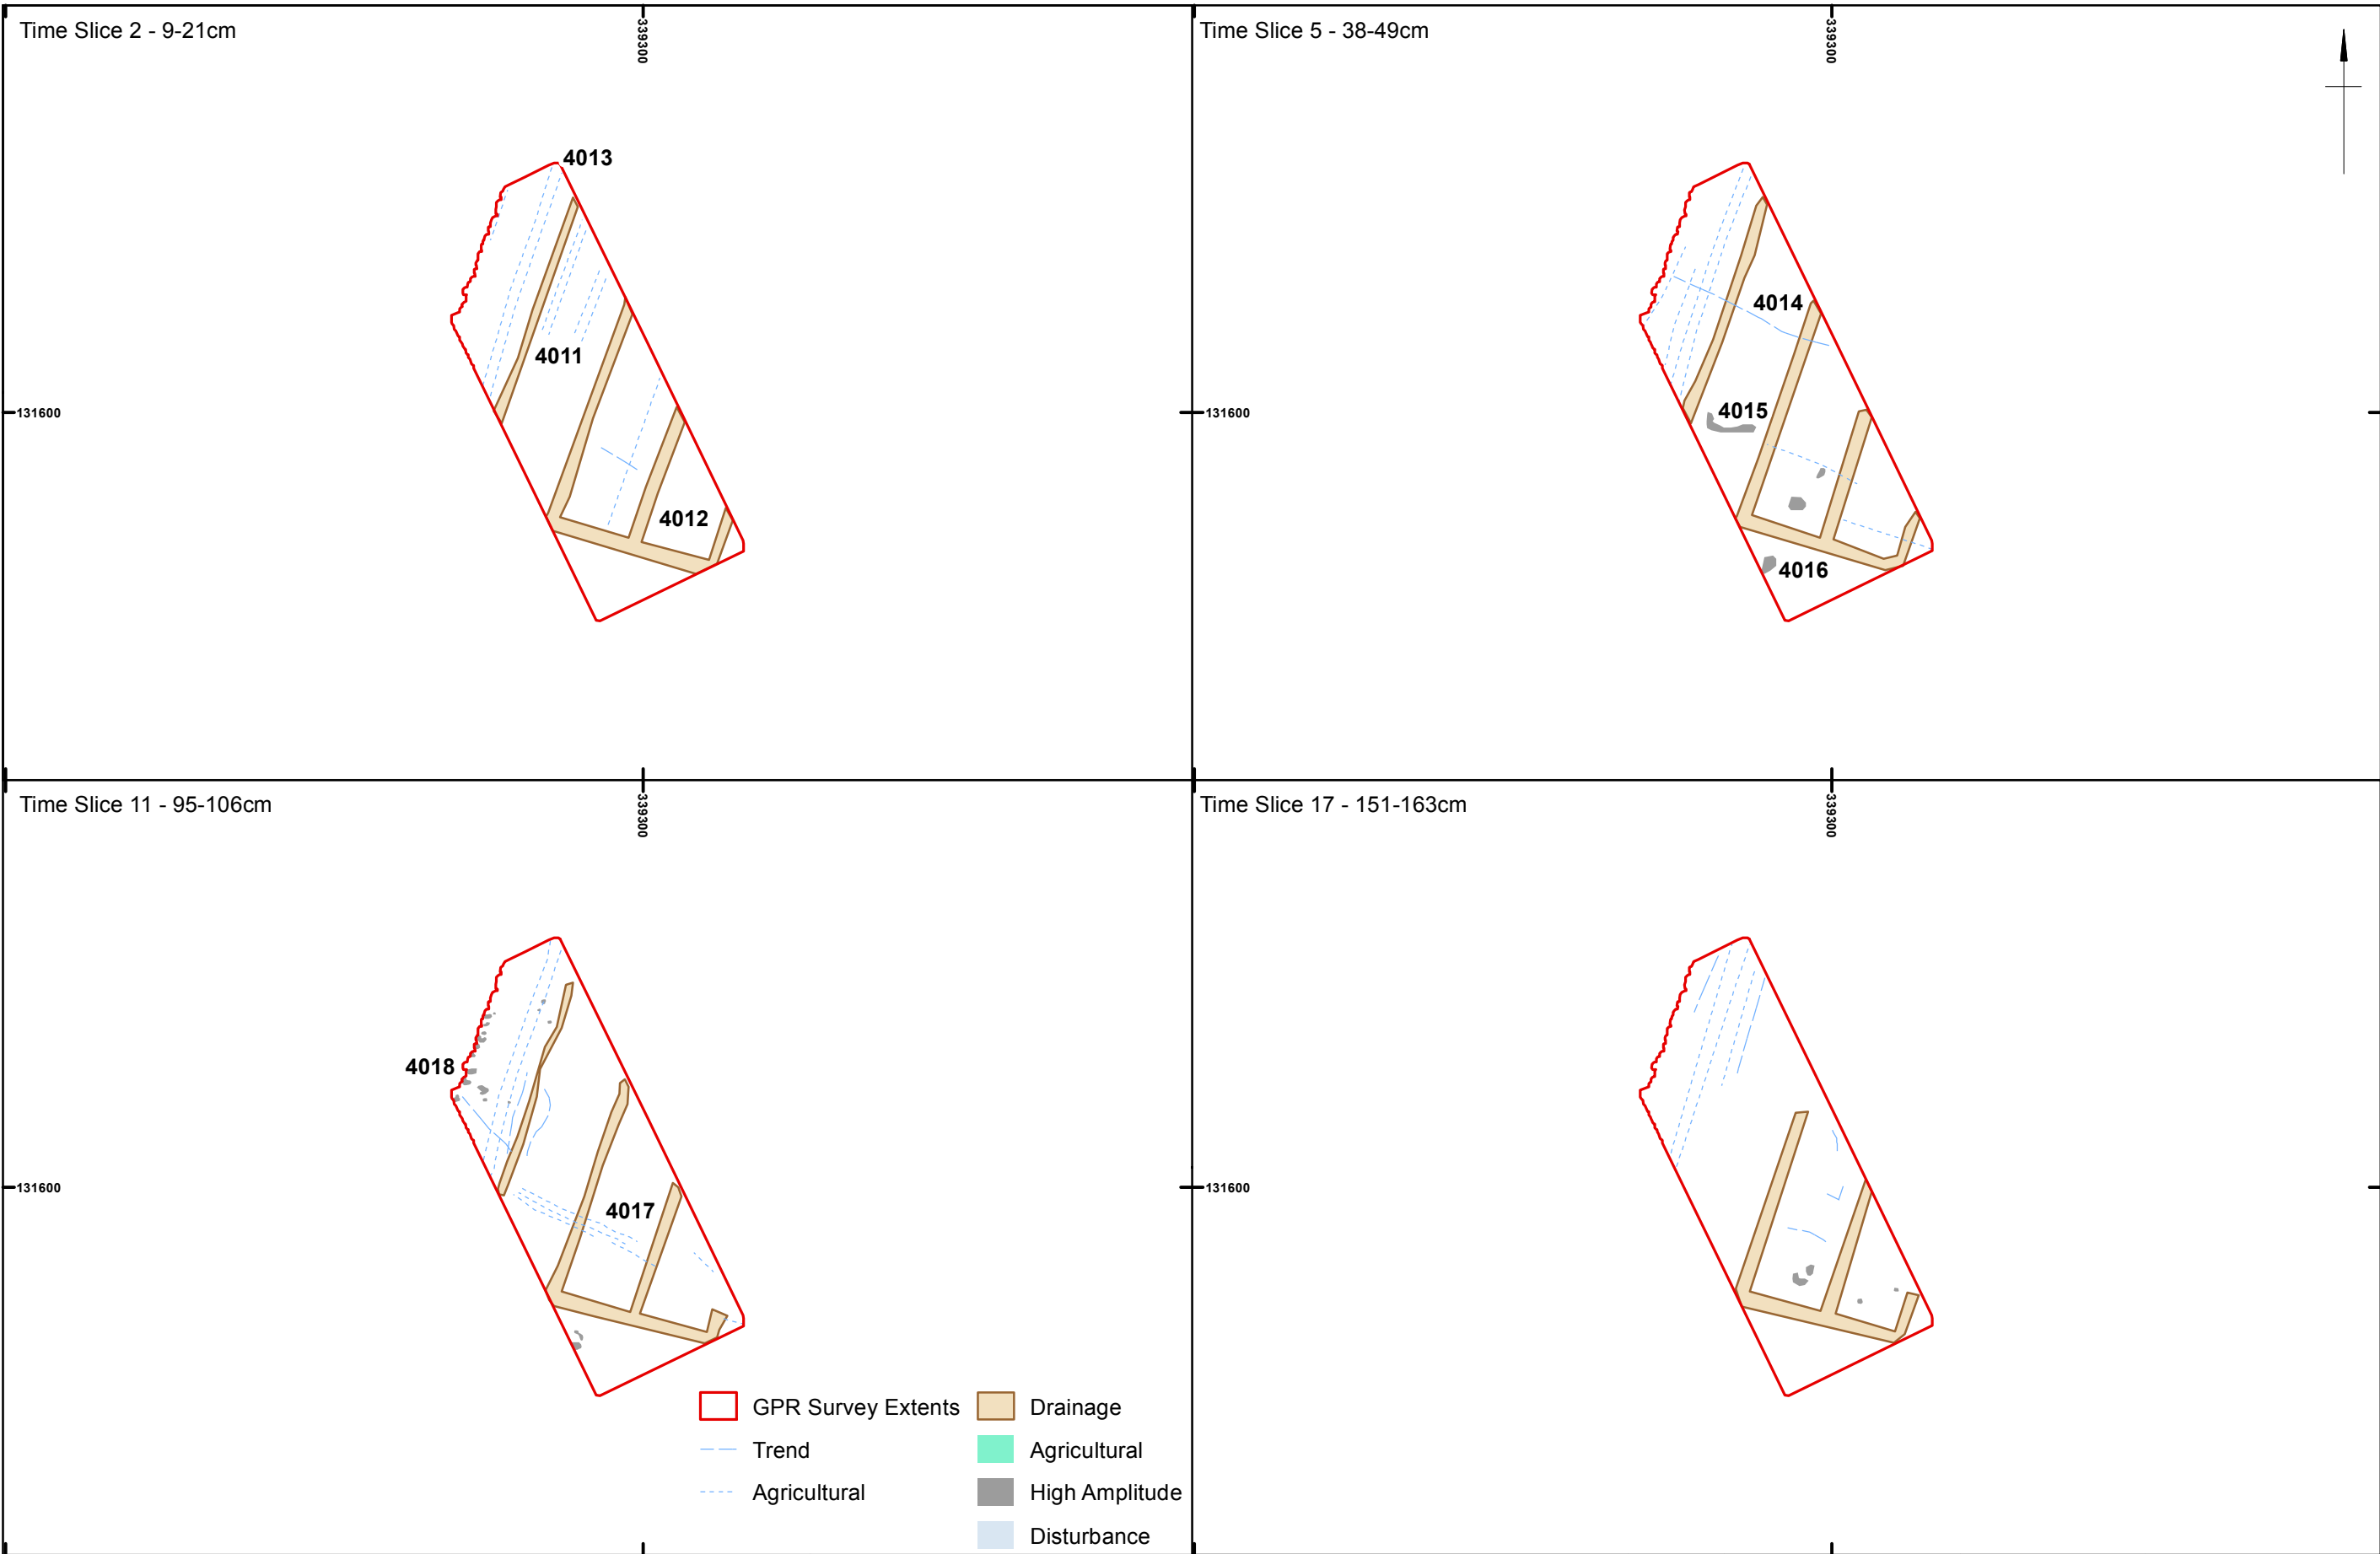 Time Slice 2 - 9-21cm
339300
4013
4011
131600
4012
Time Slice 5 - 38-49cm
339300
4014
4015
131600
4016
Time Slice 11 - 95-106cm
339300
4018
131600
4017
GPR Survey Extents
Trend
Agricultural
Drainage
Agricultural
High Amplitude
Disturbance
Time Slice 17 - 151-163cm
339300
131600